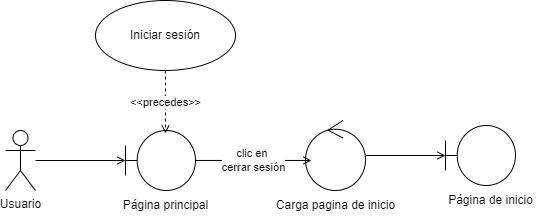 Iniciar sesión
<<precedes>>
clic en
cerrar sesión
Usuario
Página principal
Carga pagina de inicio
Página de inicio